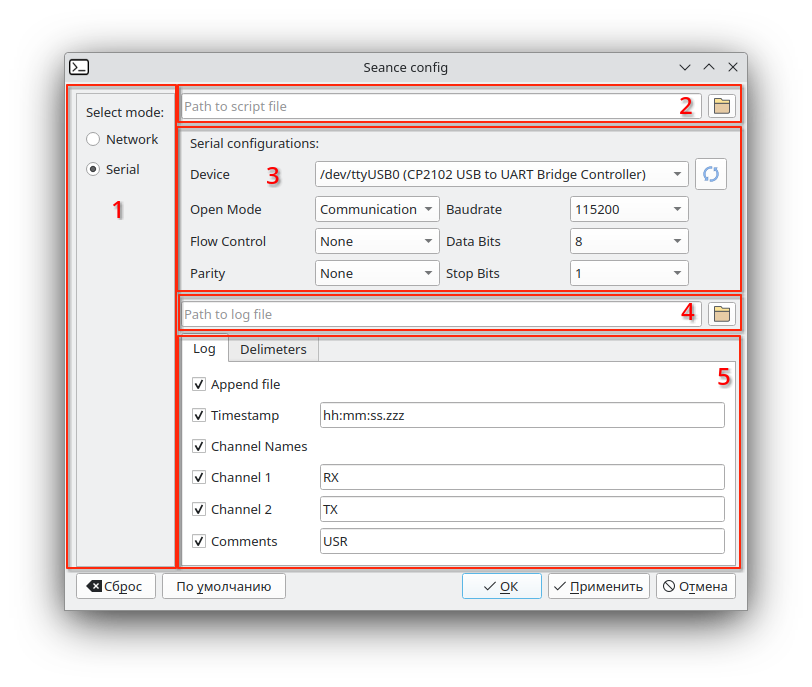 Seance config
Select mode:
Network
Serial
1
Path to script file
2
Serial configurations:
Device
3
/dev/ttyUSB0 (CP2102 USB to UART Bridge Controller)
Open Mode
Communication
Baudrate
115200
Flow Control
None
Data Bits
8
Parity
None
Stop Bits
1
Path to log file
4
Log
Delimeters
5
Append file
Timestamp
hh:mm:ss.zzz
Channel Names
Channel 1
RX
Channel 2
TX
Comments
USR
Сброс
По умолчанию
ОК
Применить
Отмена